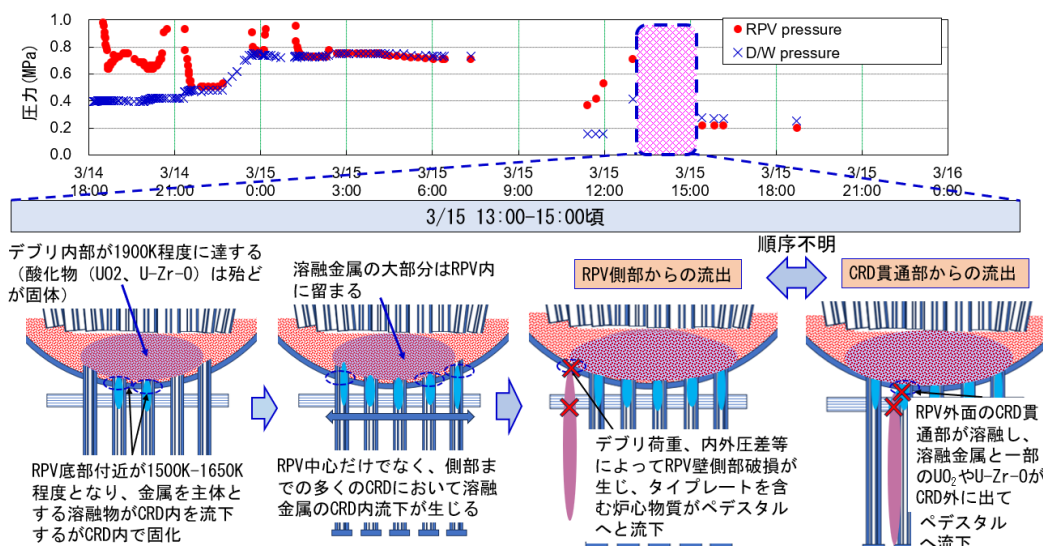 1.0
0.8
0.6
0.4
0.2
0.0
圧力(MPa)
RPV pressure
D/W pressure
3/14 3/14 3/15 3/15 3/15 3/15 3/15 3/15 3/15 3/15 3/16
18:00 21:00 0:00 3:00 6:00 9:00 12:00 15:00 18:00 21:00 0:00
3/15 13:00-15:00頃
デブリ内部が1900K程度に達する
(酸化物(UO2、U-Zr-O)は殆ど
が固体)
RPV底部付近が1500K-1650K
程度となり、金属を主体と
する溶融物がCRD内を流下
するがCRD内で固化
溶融金属の大部分はRPV内
に留まる
RPV中心だけでなく、側部ま
での多くのCRDにおいて溶融
金属のCRD内流下が生じる
順序不明
RPV側部からの流出
デブリ荷重、内外圧差等
によってRPV壁側部破損が
生じ、タイプレートを含
む炉心物質がペデスタル
へと流下
CRD貫通部からの流出
RPV外面のCRD貫
通部が溶融し、
溶融金属と一部
のUO₂やU-Zr-Oが
CRD外に出て
ペデスタル
へ流下